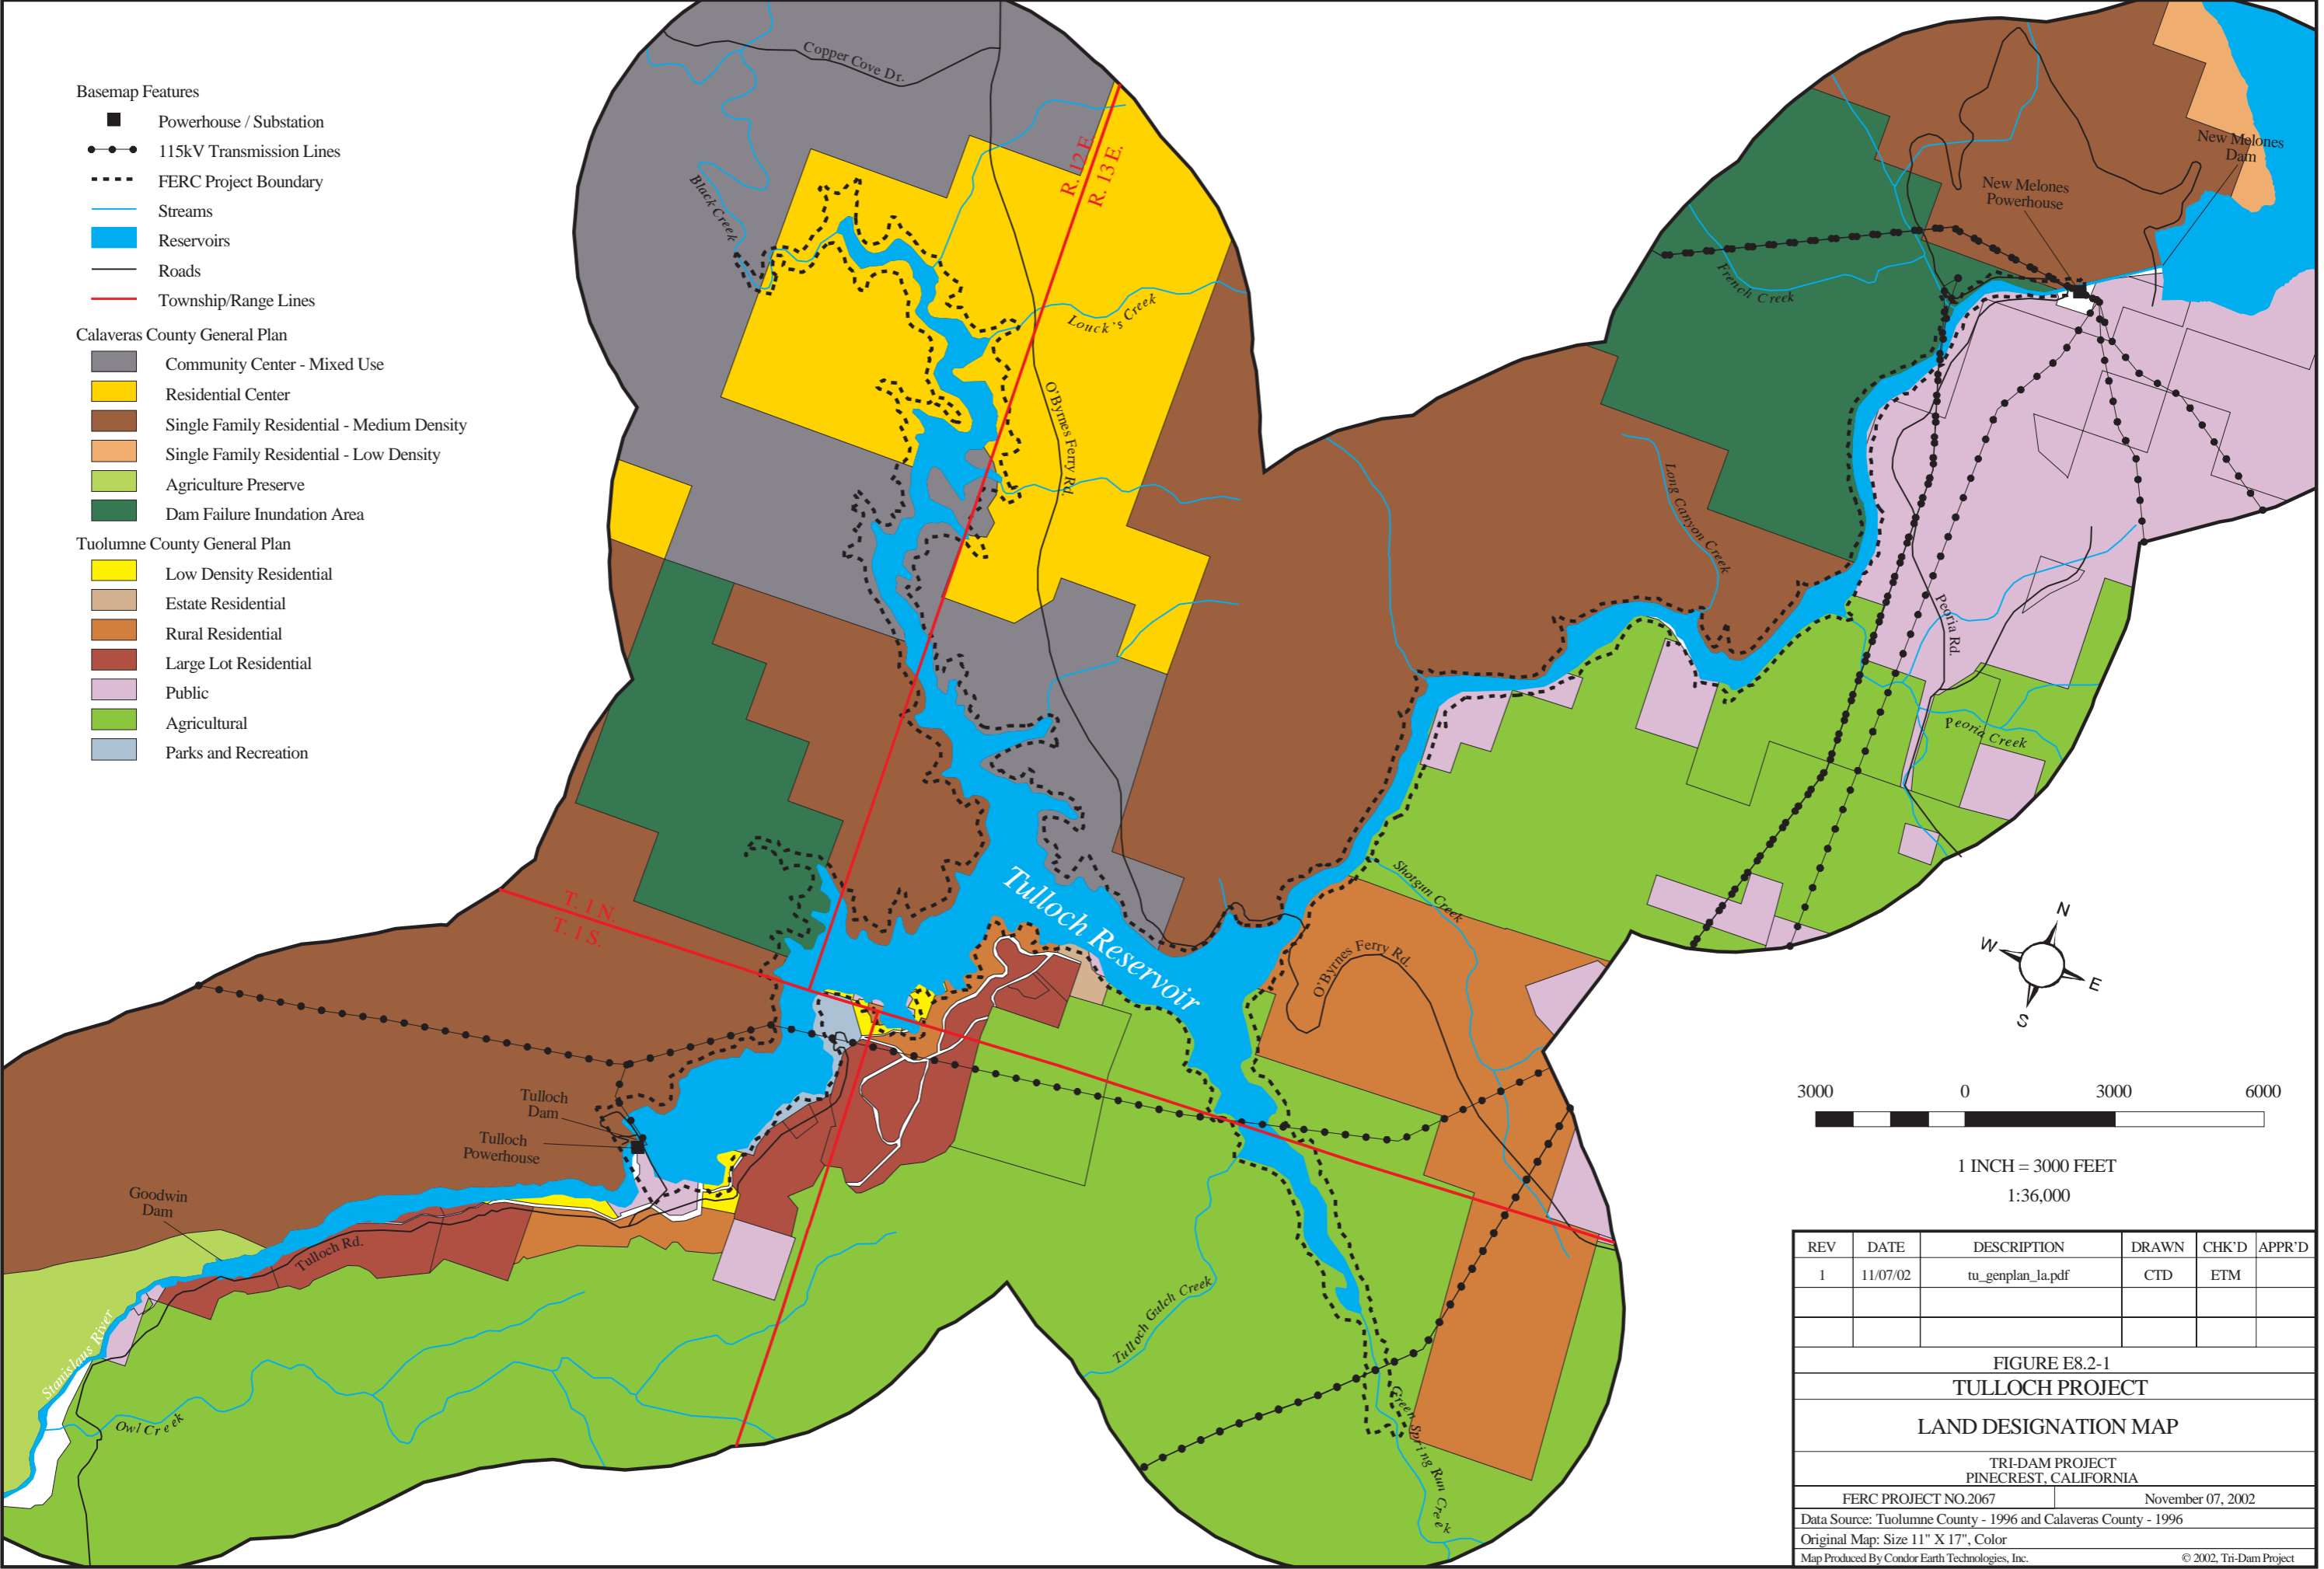 Basemap Features
Powerhouse / Substation
115kV Transmission Lines
FERC Project Boundary
Streams
Reservoirs
Roads
Township/Range Lines
Calaveras County General Plan
Community Center - Mixed Use
Residential Center
Single Family Residential - Medium Density
Single Family Residential - Low Density
Agriculture Preserve
Dam Failure Inundation Area
Tuolumne County General Plan
Low Density Residential
Estate Residential
Rural Residential
Large Lot Residential
Public
Agricultural
Parks and Recreation
Copper Cove Dr.
Black Creek
R. 12 E.
R. 13 E.
Louck's Creek
O'Byrnes Ferry Rd.
New Melones
Dam
New Melones
Powerhouse
French Creek
Long Canyon Creek
Peoria Rd.
Peoria Creek
Shotgun Creek
O'Byrnes Ferry Rd.
Tulloch Reservoir
T. 1 N.
T. 1 S.
Tulloch
Dam
Tulloch
Powerhouse
Goodwin
Dam
Tulloch Rd.
Stanislaus River
Owl Creek
Tulloch Gulch Creek
Green Spring Run Creek
N
W
E
S
3000 0 3000 6000
1 INCH = 3000 FEET
1:36,000
REV DATE DESCRIPTION DRAWN CHK'D APPR'D
1 11/07/02 tu_genplan_la.pdf CTD ETM
FIGURE E8.2-1
TULLOCH PROJECT
LAND DESIGNATION MAP
TRI-DAM PROJECT
PINECREST, CALIFORNIA
FERC PROJECT NO.2067 November 07, 2002
Data Source: Tuolumne County - 1996 and Calaveras County - 1996
Original Map: Size 11" X 17", Color
Map Produced By Condor Earth Technologies, Inc. © 2002, Tri-Dam Project